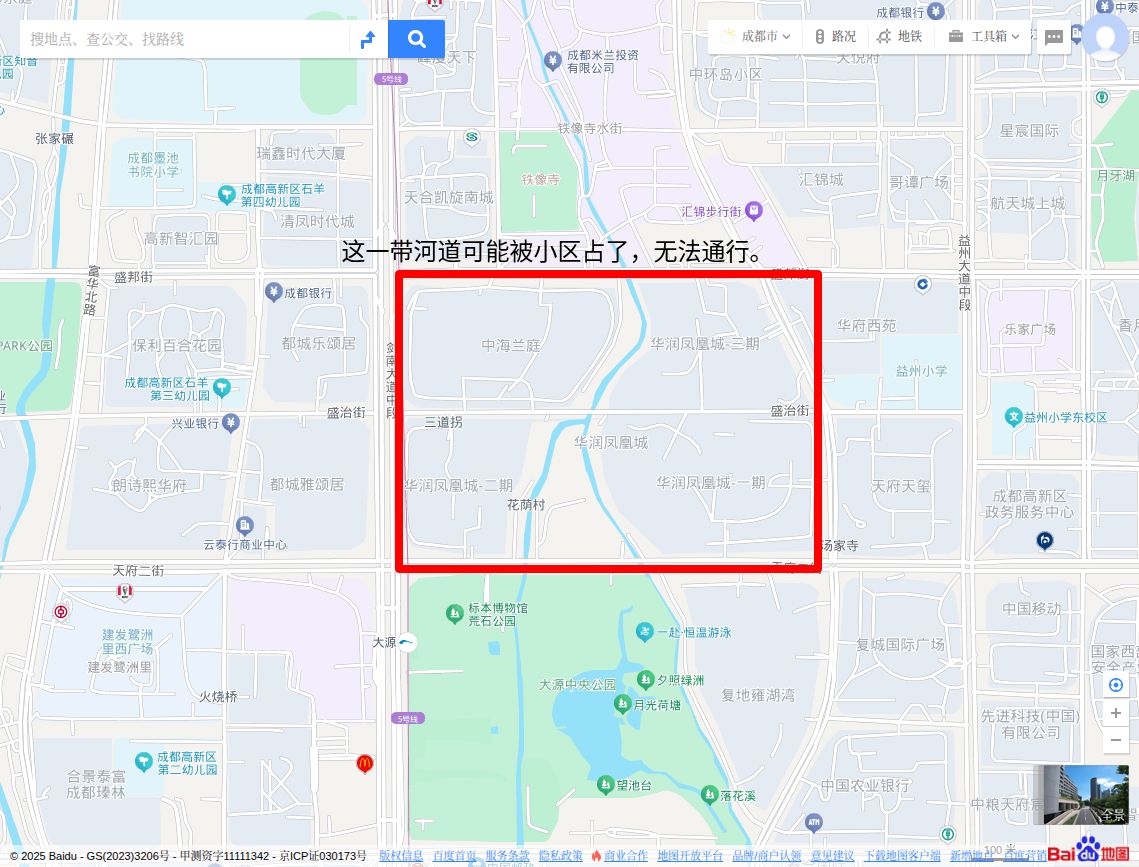 成都银行
中泰
搜地点、查公交、找路线
成都市
路况
地铁
工具箱
天悦府
峰度天下
成都米兰投资
有限公司
中环岛小区
5号线
张家碾
铁像寺水街
星宸国际
瑞鑫时代大厦
成都墨池
书院小学
铁像寺
汇锦城
哥谭广场
月牙湖
成都高新区石羊
第四幼儿园
天合凯旋南城
航天城上城
汇锦步行街
清凤时代城
高新智汇园
这一带河道可能被小区占了，无法通行。
益州大道中段
盛邦街
盛邦街
富华北路
成都银行
华府西苑
乐家广场
香月
PARK公园
保利百合花园
都城乐颂居
剑南大道中段
中海兰庭
华润凤凰城-三期
益州小学
成都高新区石羊
第三幼儿园
盛治街
盛治街
兴业银行
三道拐
益州小学东校区
华润凤凰城
朗诗熙华府
都城雅颂居
华润凤凰城-二期
华润凤凰城-一期
天府天玺
花荫村
成都高新区
政务服务中心
云泰行商业中心
汤家寺
天府二街
标本博物馆
荒石公园
中国移动
建发鹭洲
里西广场
大源
一赴·恒温游泳
复城国际广场
建发鹭洲里
国家西部
安全产
夕照绿洲
大源中央公园
复地雍湖湾
火烧桥
月光荷塘
5号线
先进科技(中国)
有限公司
成都高新区
第二幼儿园
合景泰富
成都瑧林
望池台
中国农业银行
落花溪
中粮天府宸
全景
ATM
100 米
© 2025 Baidu - GS(2023)3206号 - 甲测资字11111342 - 京ICP证030173号
版权信息 百度首页 服务条款 隐私政策 商业合作 地图开放平台 品牌/商户认领 意见建议 下载地图客户端 新增地点 百度营销
Bai du 地图